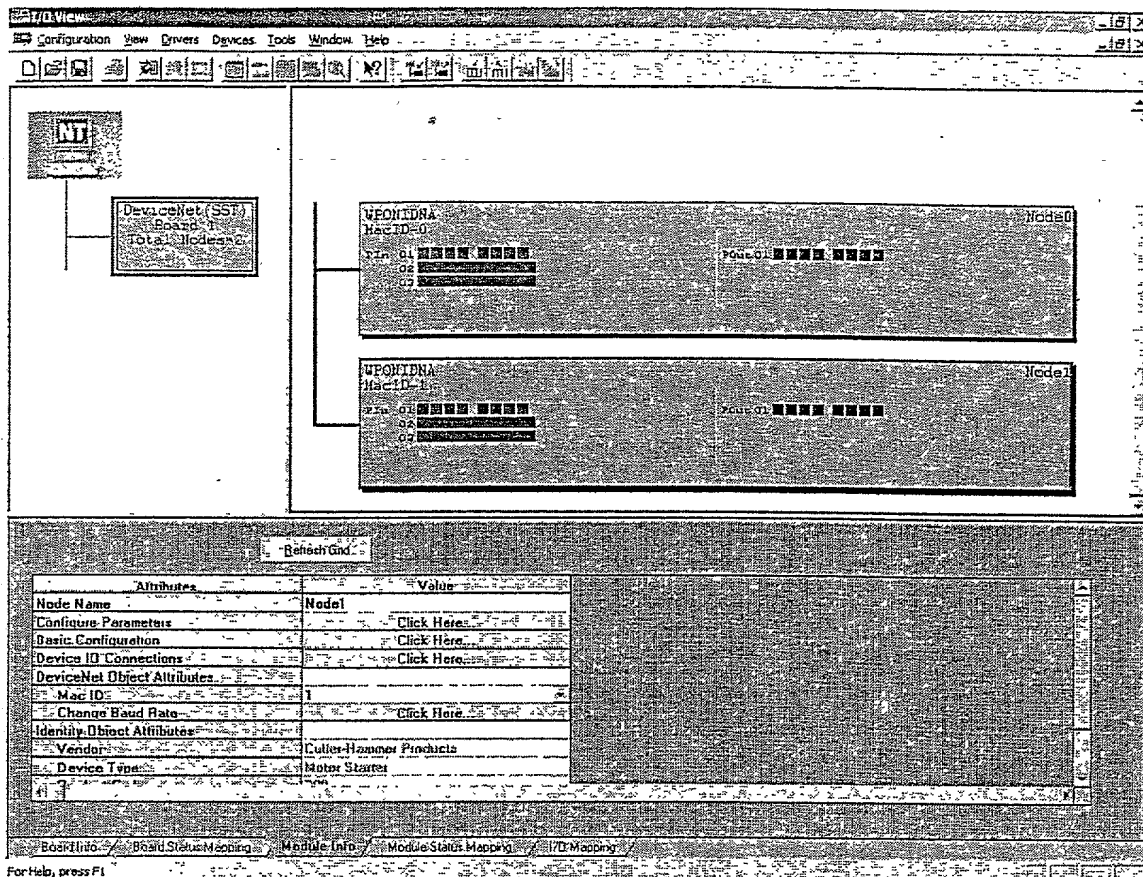 I/O View
Configuration View Drivers Devices Tools Window Help
NT
DeviceNet(SST)
Board 1
Total Nodes=2
WPONIDNA Node0
MacID-0
PIn 01 POut 01
02
03
WPONIDNA Node1
MacID-1
PIn 01 POut 01
02
03
Refresh Grid
Attributes Value
Node Name Node1
Configure Parameters Click Here...
Basic Configuration Click Here...
Device IO Connections Click Here...
DeviceNet Object Attributes
Mac ID 1
Change Baud Rate Click Here...
Identity Object Attributes
Vendor Cutler-Hammer Products
Device Type Motor Starter
Board Info Board Status Mapping Module Info Module Status Mapping I/O Mapping
For Help, press F1